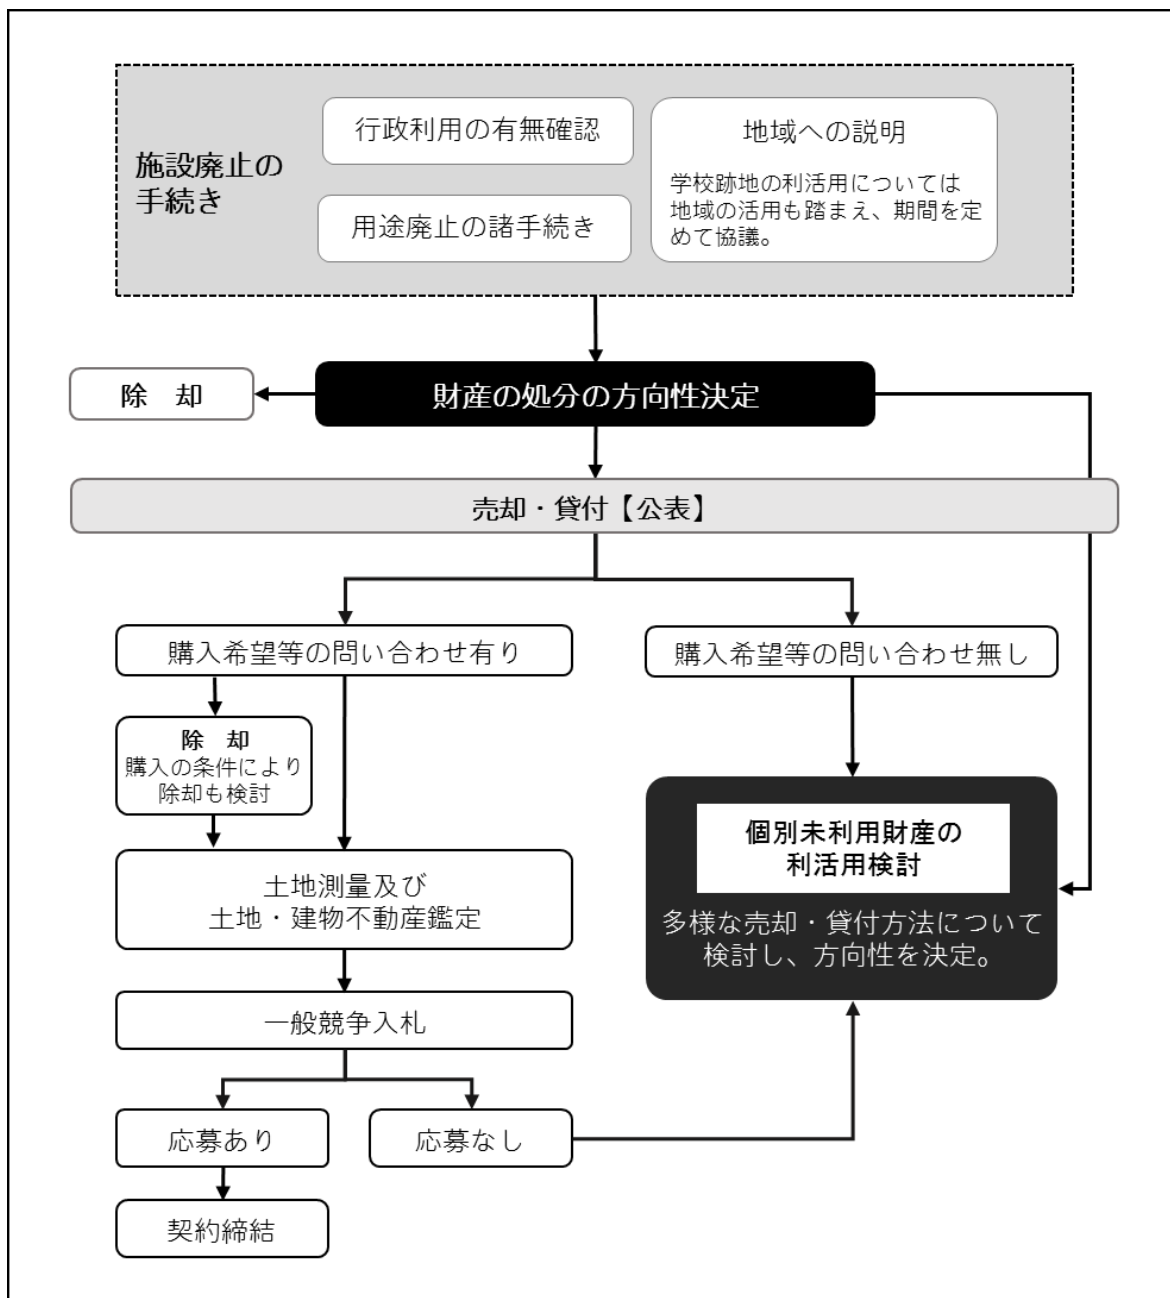 施設廃止の
手続き
行政利用の有無確認
用途廃止の諸手続き
地域への説明
学校跡地の利活用については
地域の活用も踏まえ、期間を定
めて協議。
除　却
財産の処分の方向性決定
売却・貸付【公表】
購入希望等の問い合わせ有り
購入希望等の問い合わせ無し
除　却
購入の条件により
除却も検討
土地測量及び
土地・建物不動産鑑定
個別未利用財産の
利活用検討
多様な売却・貸付方法について
検討し、方向性を決定。
一般競争入札
応募あり
応募なし
契約締結